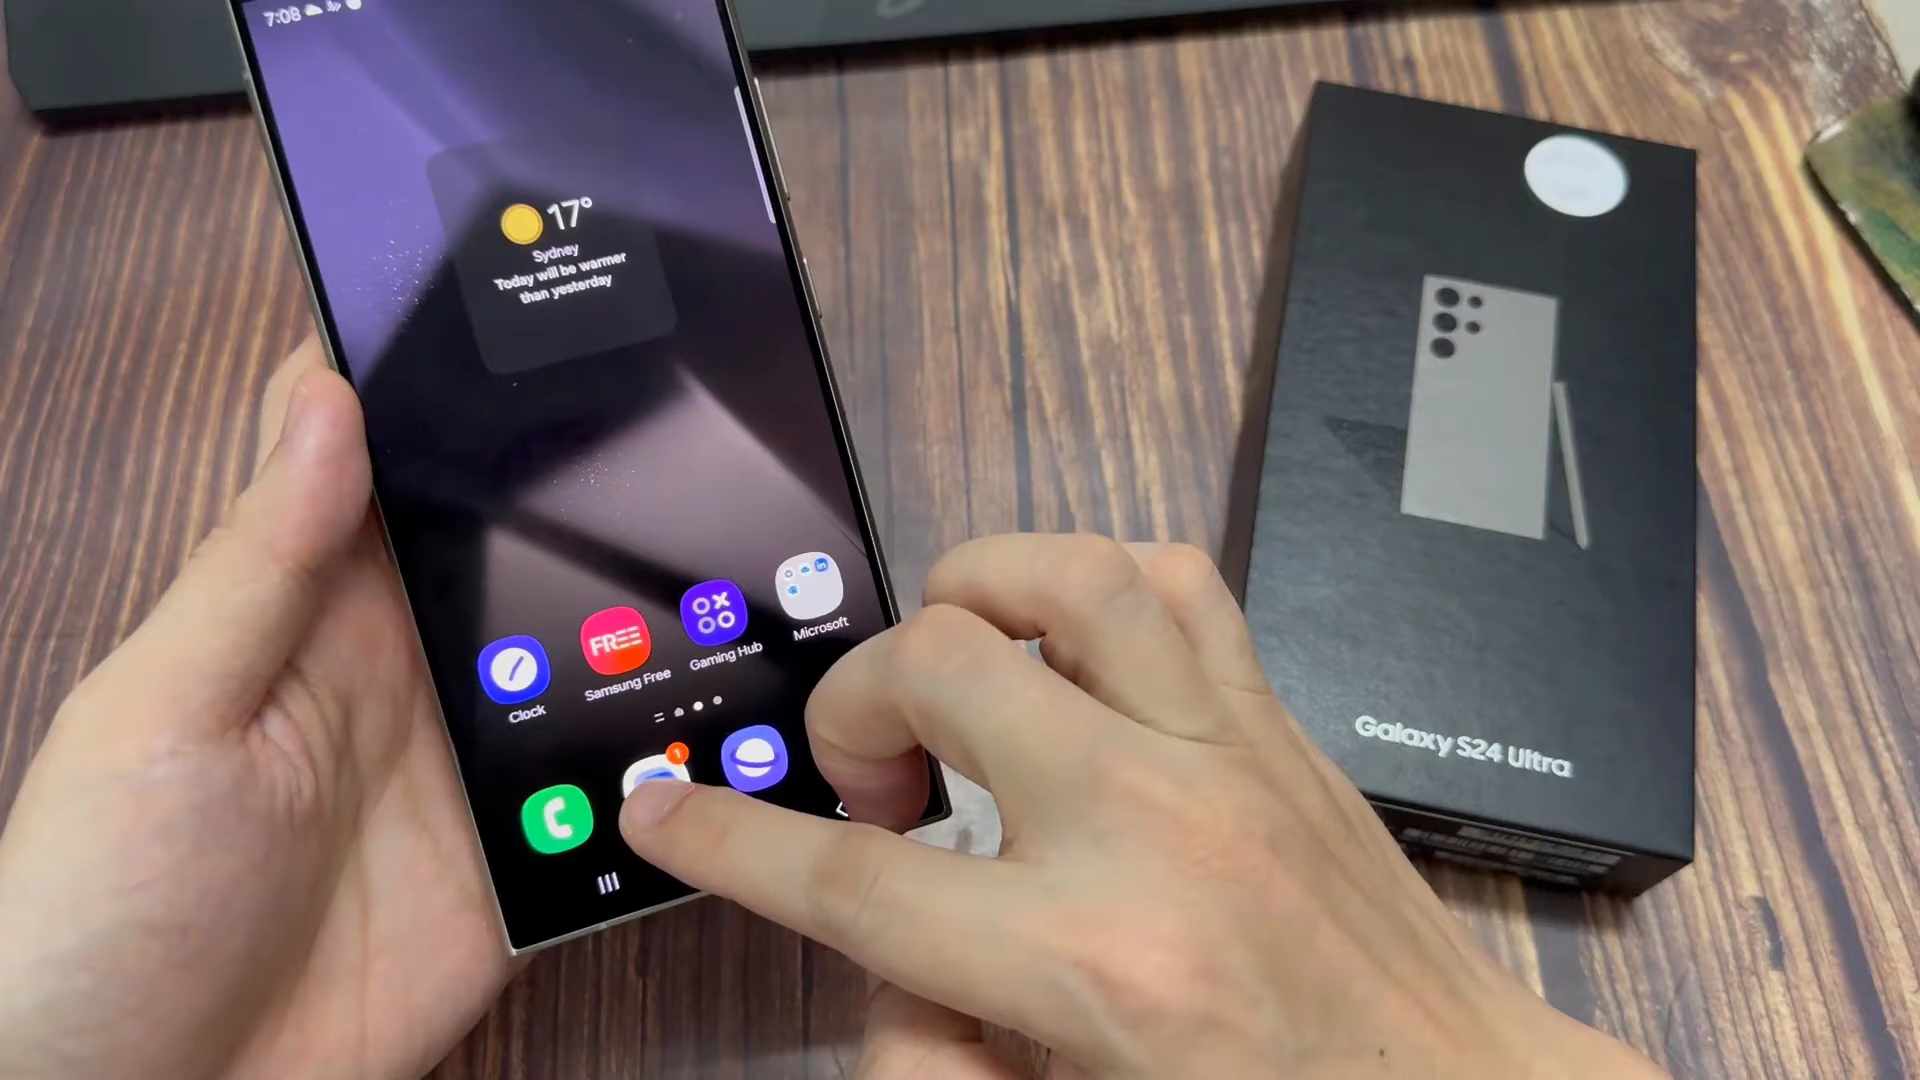 7:08
17°
Sydney
Today will be warmer
than yesterday
Clock
FREE
Samsung Free
Gaming Hub
in
Microsoft
1
Galaxy S24 Ultra